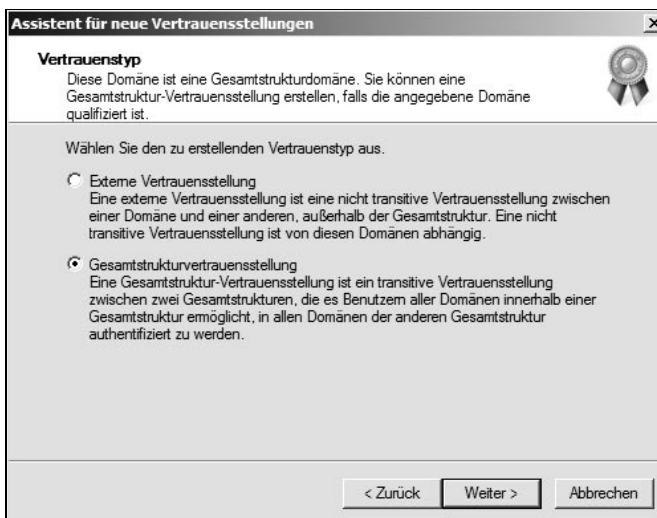 Assistent für neue Vertrauensstellungen
Vertrauenstyp
Diese Domäne ist eine Gesamtstrukturdomäne. Sie können eine
Gesamtstruktur-Vertrauensstellung erstellen, falls die angegebene Domäne
qualifiziert ist.
Wählen Sie den zu erstellenden Vertrauenstyp aus.
Externe Vertrauensstellung
Eine externe Vertrauensstellung ist eine nicht transitive Vertrauensstellung zwischen
einer Domäne und einer anderen, außerhalb der Gesamtstruktur. Eine nicht
transitive Vertrauensstellung ist von diesen Domänen abhängig.
Gesamtstrukturvertrauensstellung
Eine Gesamtstruktur-Vertrauensstellung ist ein transitive Vertrauensstellung
zwischen zwei Gesamtstrukturen, die es Benutzern aller Domänen innerhalb einer
Gesamtstruktur ermöglicht, in allen Domänen der anderen Gesamtstruktur
authentifiziert zu werden.
< Zurück Weiter > Abbrechen